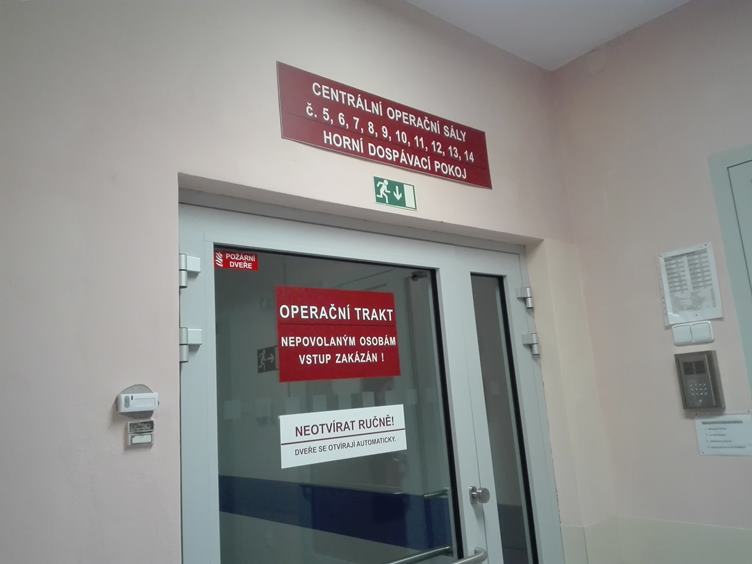 CENTRÁLNÍ OPERAČNÍ SÁLY
č. 5, 6, 7, 8, 9, 10, 11, 12, 13, 14
HORNÍ DOSPÁVACÍ POKOJ
POŽÁRNÍ
DVEŘE
OPERAČNÍ TRAKT
NEPOVOLANÝM OSOBÁM
VSTUP ZAKÁZÁN !
NEOTVÍRAT RUČNĚ!
DVEŘE SE OTVÍRAJÍ AUTOMATICKY.